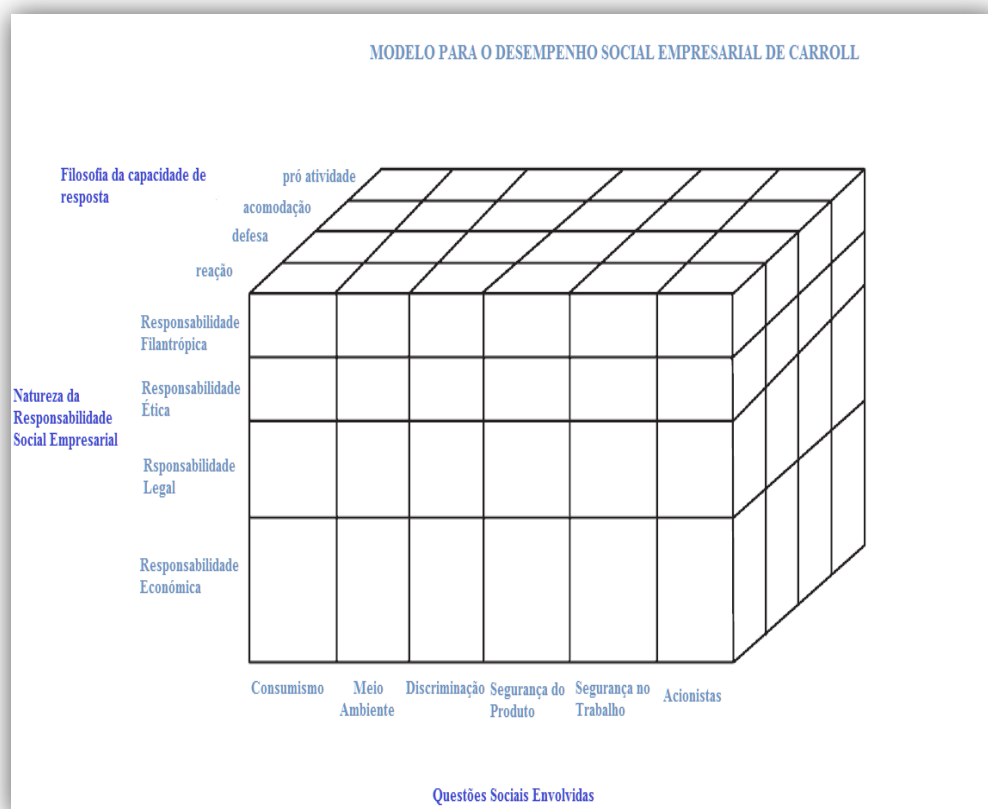 MODELO PARA O DESEMPENHO SOCIAL EMPRESARIAL DE CARROLL
Filosofia da capacidade de
resposta
pró atividade
acomodação
defesa
reação
Responsabilidade
Filantrópica
Natureza da
Responsabilidade
Social Empresarial
Responsabilidade
Ética
Rsponsabilidade
Legal
Responsabilidade
Económica
Consumismo
Meio
Ambiente
Discriminação
Segurança do
Produto
Segurança no
Trabalho
Acionistas
Questões Sociais Envolvidas